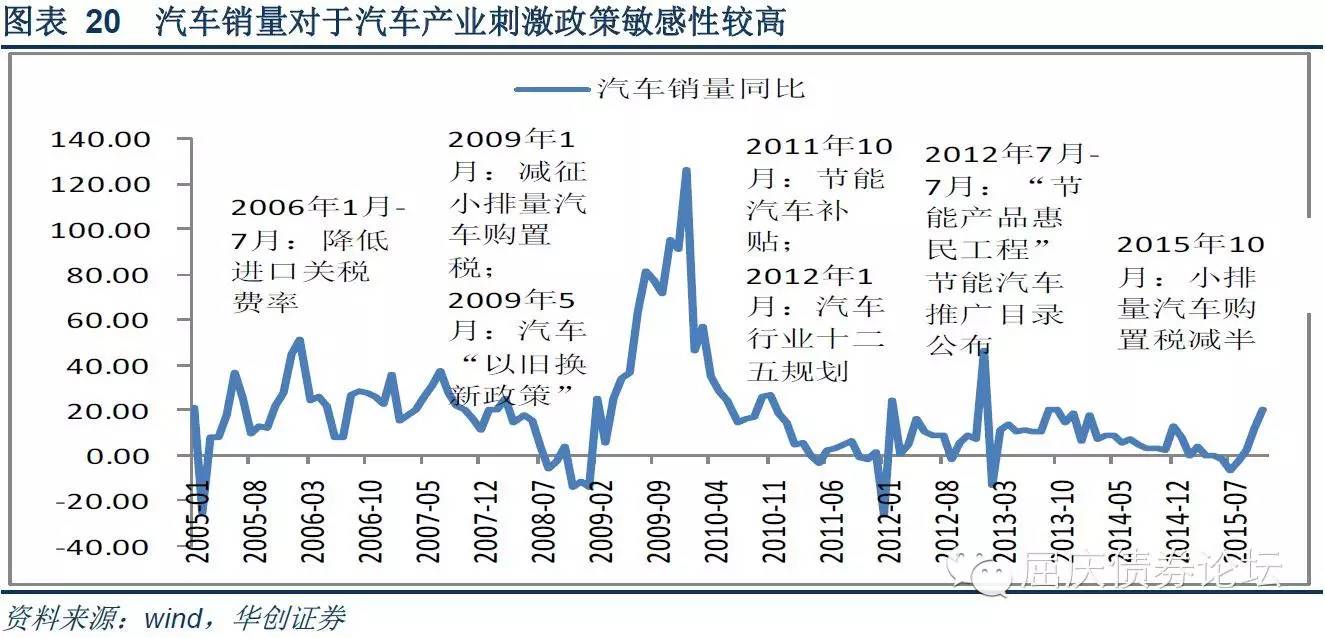 图表 20 汽车销量对于汽车产业刺激政策敏感性较高
汽车销量同比
140.00
120.00
100.00
80.00
60.00
40.00
20.00
0.00
-20.00
-40.00
2006年1月-
7月：降低
进口关税
费率
2009年1
月：减征
小排量汽
车购置
税；
2009年5
月：汽车
“以旧换
新政策”
2011年10
月：节能
汽车补
贴；
2012年1
月：汽车
行业十二
五规划
2012年7月-
7月：“节
能产品惠
民工程”
节能汽车
推广目录
公布
2015年10
月：小排
量汽车购
置税减半
2005-01
2005-08
2006-03
2006-10
2007-05
2007-12
2008-07
2009-02
2009-09
2010-04
2010-11
2011-06
2012-01
2012-08
2013-03
2013-10
2014-05
2014-12
2015-07
屈庆债券论坛
资料来源：wind，华创证券